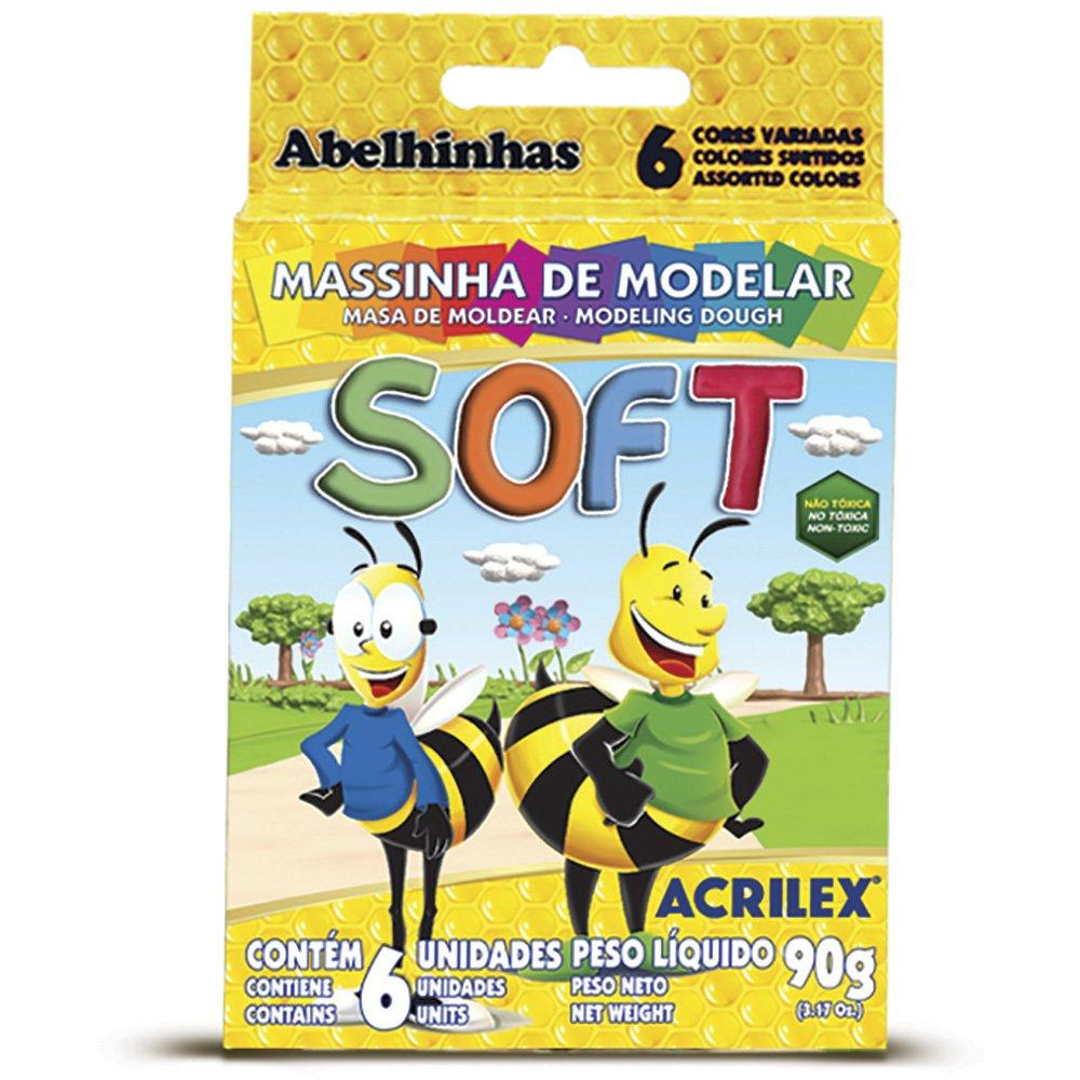 Abelhinhas
6
CORES VARIADAS
COLORES SURTIDOS
ASSORTED COLORS
MASSINHA DE MODELAR
MASA DE MOLDEAR · MODELING DOUGH
SOFT
NÃO TÓXICA
NO TÓXICA
NON-TOXIC
ACRILEX®
CONTÉM 6 UNIDADES PESO LÍQUIDO 90g
CONTIENE UNIDADES PESO NETO
CONTAINS UNITS NET WEIGHT (3.17 Oz.)